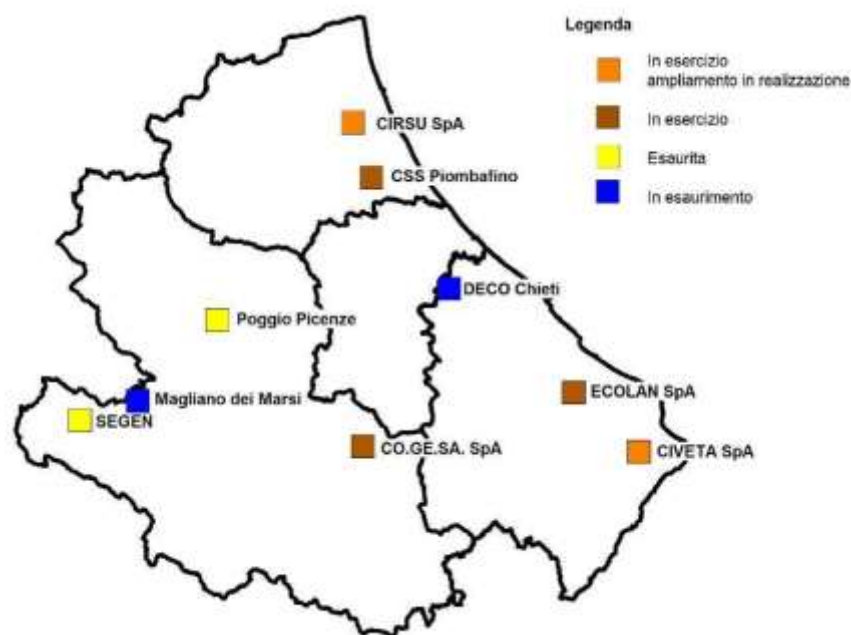 Legenda
In esercizio
ampliamento in realizzazione
In esercizio
Esaurita
In esaurimento
CIRSU SpA
CSS Piombafino
DECO Chieti
Poggio Picenze
Magliano dei Marsi
SEGEN
ECOLAN SpA
CO.GE.SA. SpA
CIVETA SpA